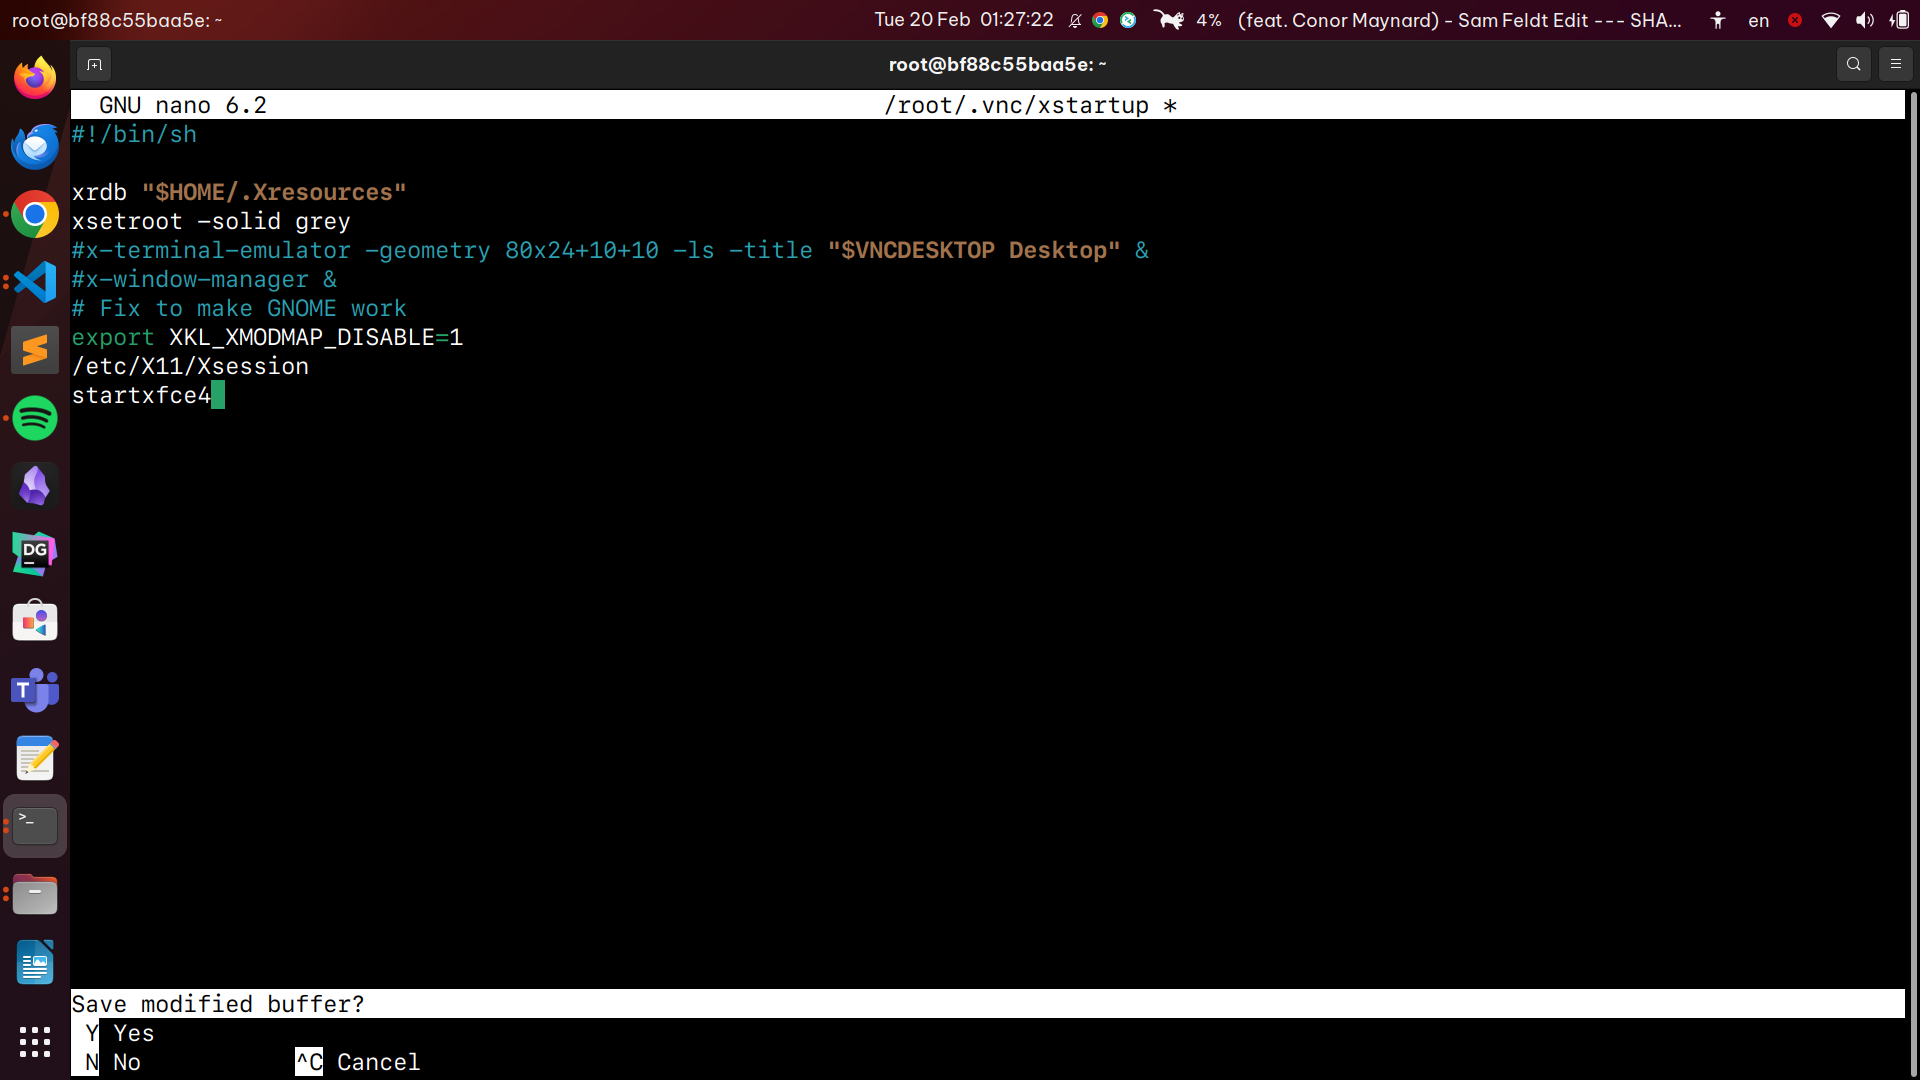 root@bf88c55baa5e: ~
Tue 20 Feb 01:27:22
4%
(feat. Conor Maynard) - Sam Feldt Edit --- SHA...
en
root@bf88c55baa5e: ~
GNU nano 6.2 /root/.vnc/xstartup *
#!/bin/sh
xrdb "$HOME/.Xresources"
xsetroot -solid grey
#x-terminal-emulator -geometry 80x24+10+10 -ls -title "$VNCDESKTOP Desktop" &
#x-window-manager &
# Fix to make GNOME work
export XKL_XMODMAP_DISABLE=1
/etc/X11/Xsession
startxfce4
DG
T
>_
Save modified buffer?
Y Yes
N No ^C Cancel